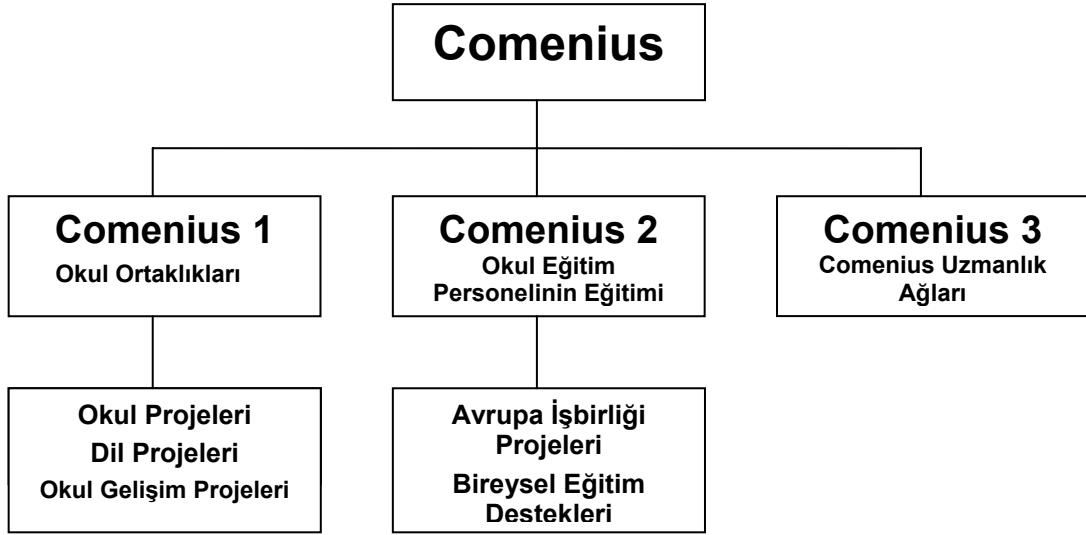 Comenius
Comenius 1
Okul Ortaklıkları
Comenius 2
Okul Eğitim
Personelinin Eğitimi
Comenius 3
Comenius Uzmanlık
Ağları
Okul Projeleri
Dil Projeleri
Okul Gelişim Projeleri
Avrupa İşbirliği
Projeleri
Bireysel Eğitim
Destekleri